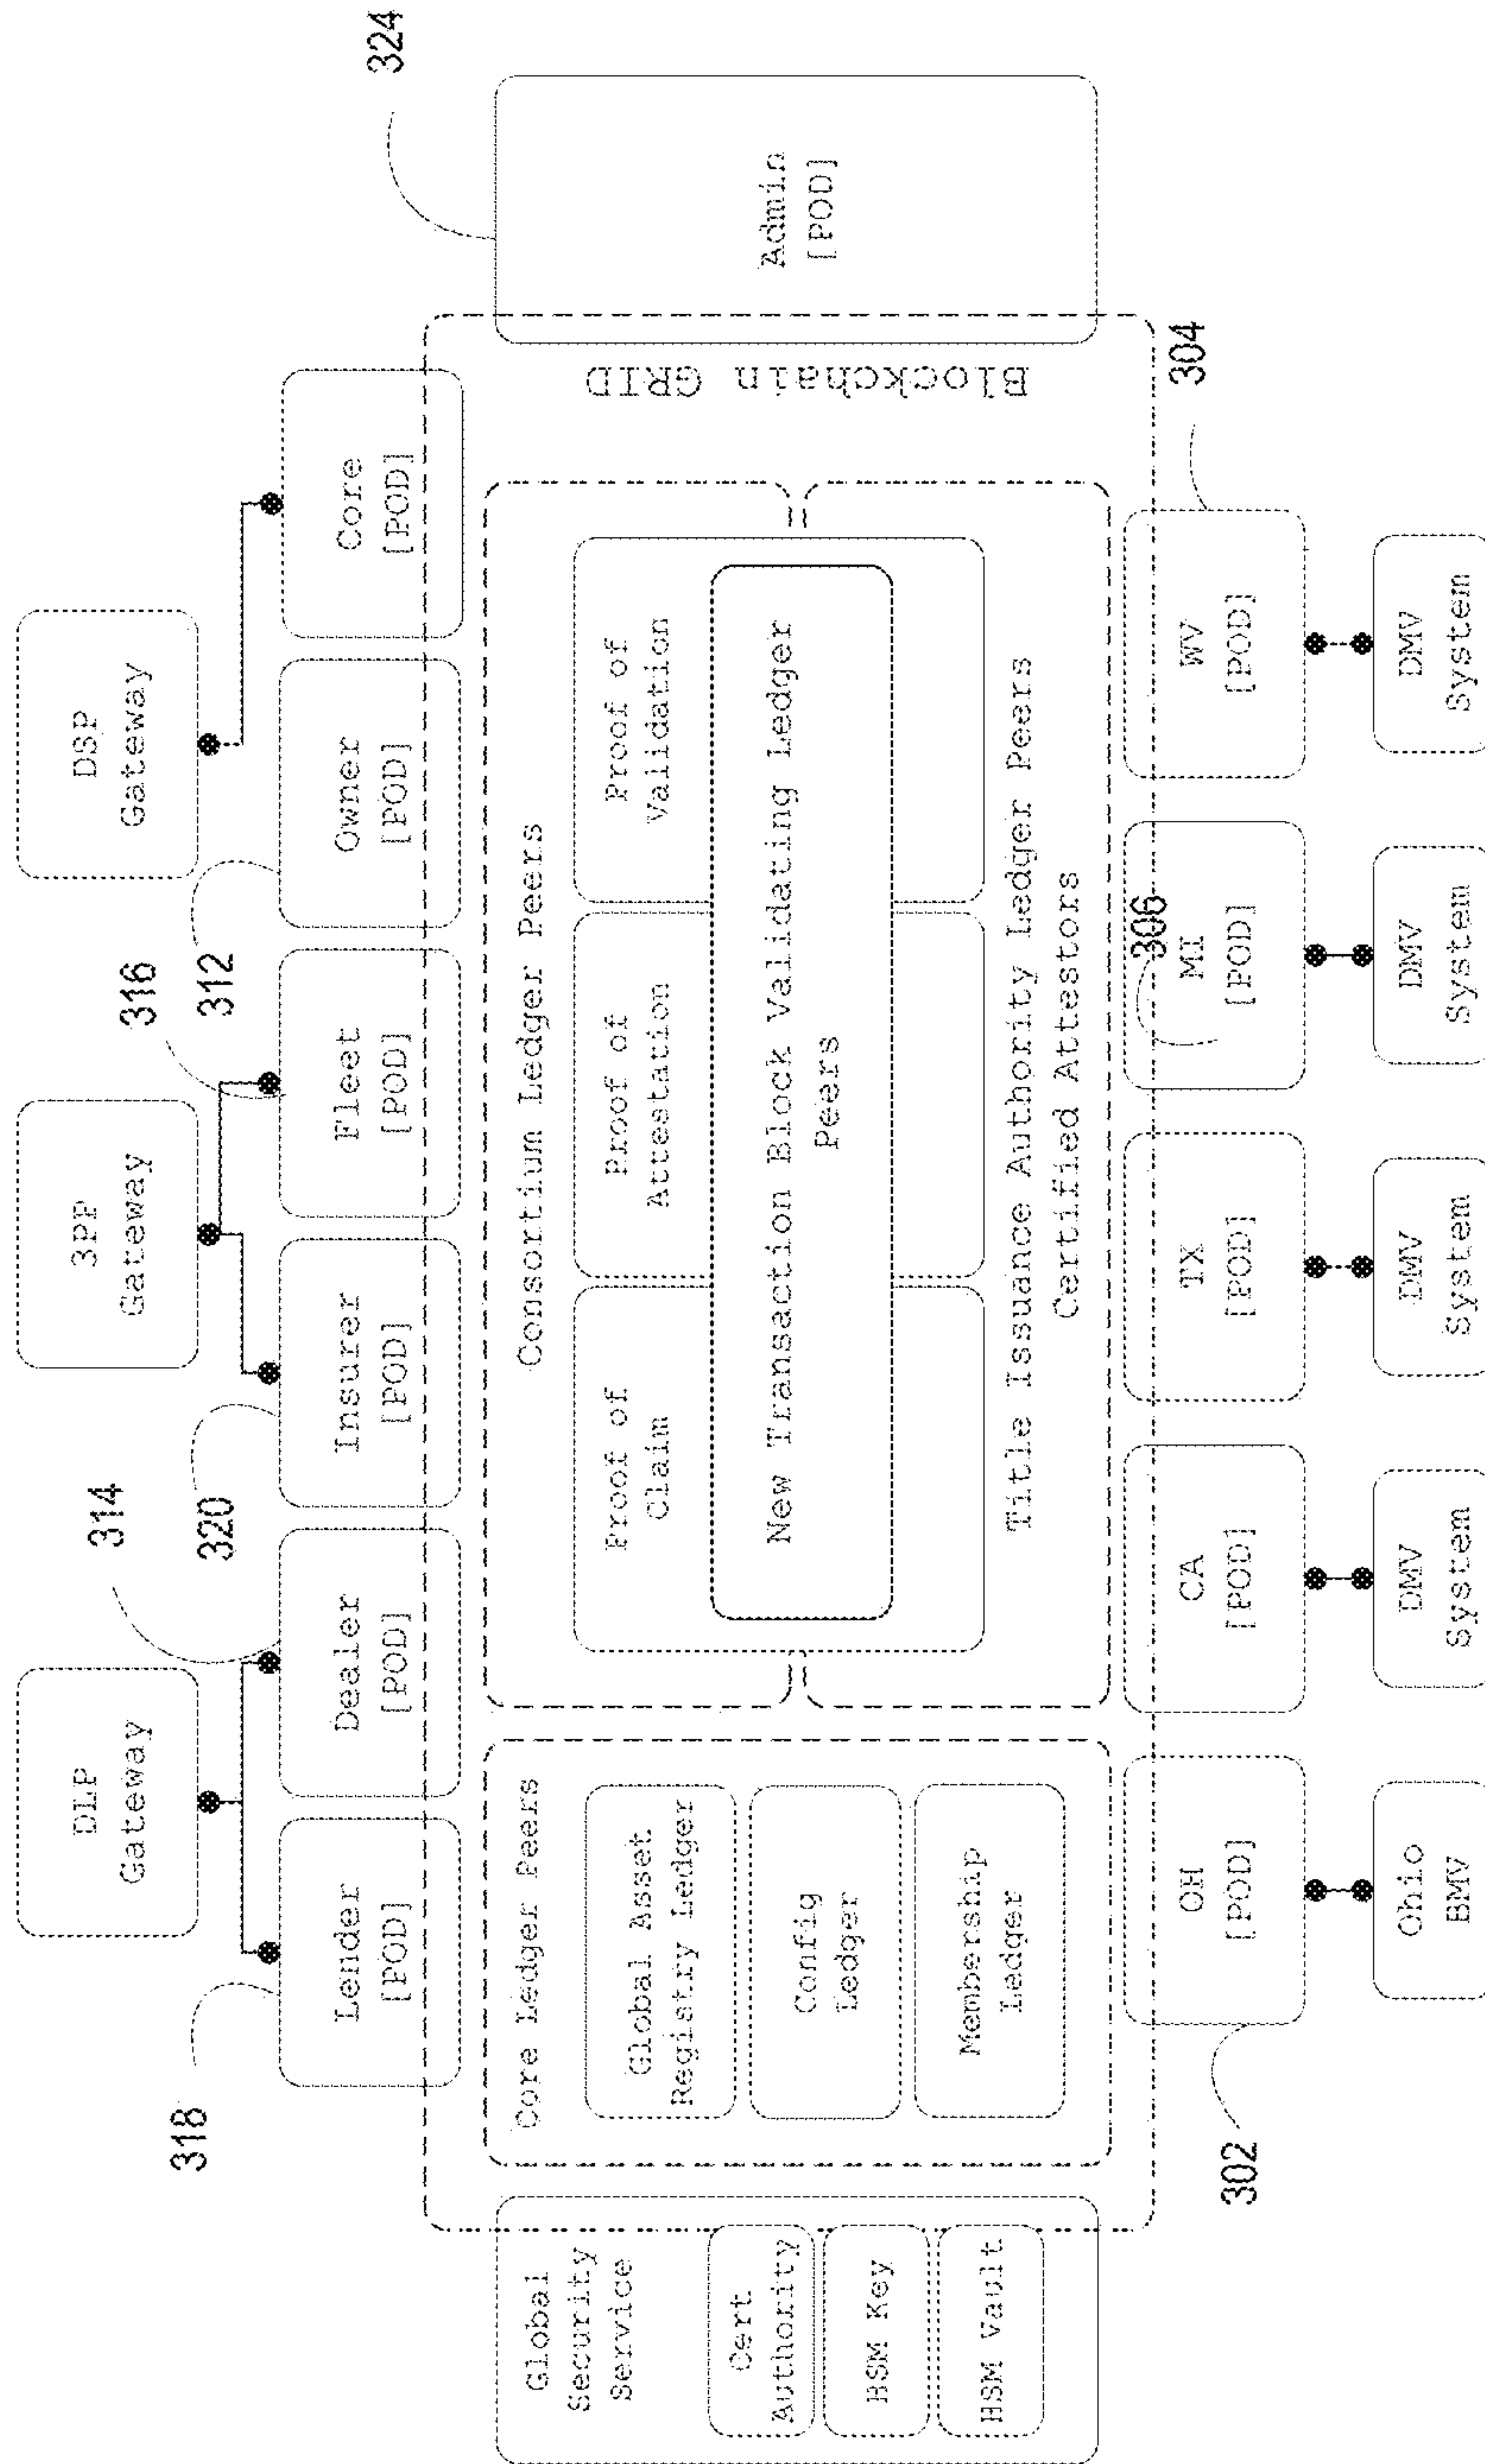 DLP
Gateway
3PP
Gateway
DSP
Gateway
318
314
320
316
312
324
Lender
[POD]
Dealer
[POD]
Insurer
[POD]
Fleet
[POD]
Owner
[POD]
Core
[POD]
Global
Security
Service
Cert
Authority
HSM Key
HSM Vault
Core Ledger Peers
Global Asset
Registry Ledger
Config
Ledger
Membership
Ledger
Consortium Ledger Peers
Proof of
Claim
Proof of
Attestation
Proof of
Validation
New Transaction Block Validating Ledger
Peers
Title Issuance Authority Ledger Peers
Certified Attestors
Blockchain GRID
Admin
[POD]
302
306
304
OH
[POD]
CA
[POD]
TX
[POD]
MI
[POD]
WV
[POD]
Ohio
BMV
DMV
System
DMV
System
DMV
System
DMV
System